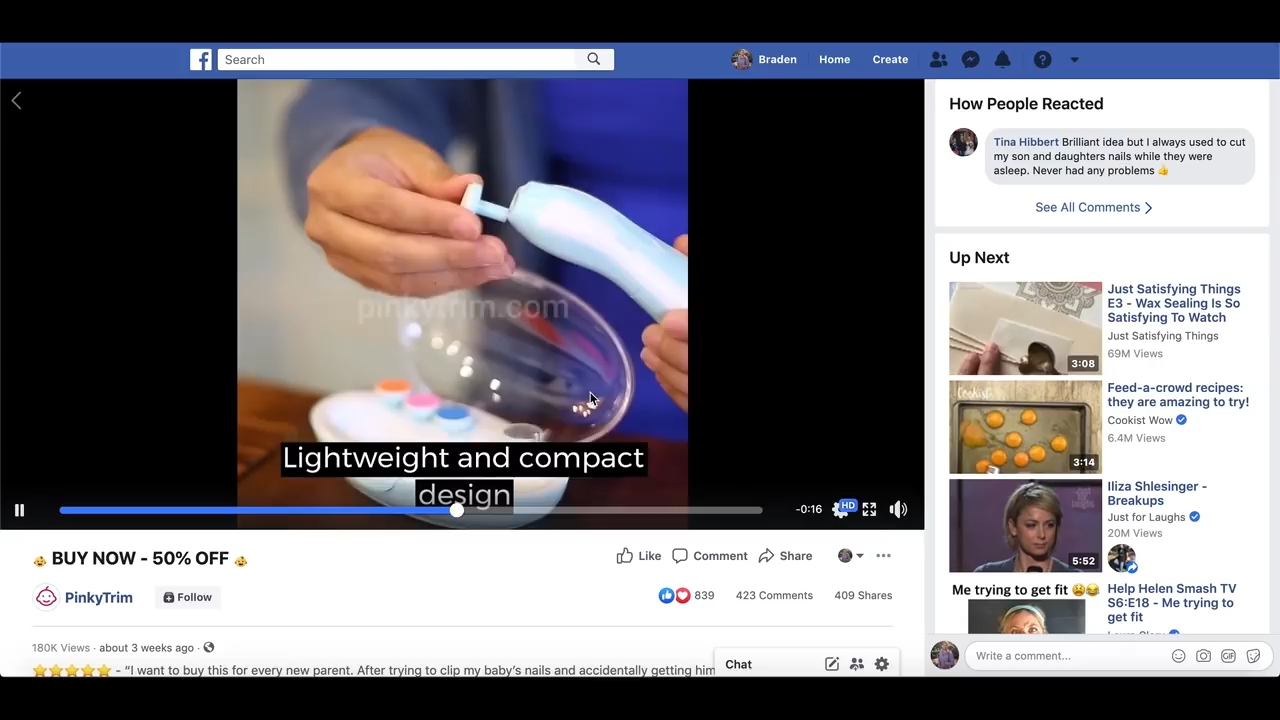 Search
Braden
Home
Create
pinkytrim.com
Lightweight and compact
design
-0:16
HD
BUY NOW - 50% OFF
Like
Comment
Share
PinkyTrim
Follow
839
423 Comments
409 Shares
180K Views · about 3 weeks ago ·
- “I want to buy this for every new parent. After trying to clip my baby's nails and accidentally getting him
Chat
How People Reacted
Tina Hibbert Brilliant idea but I always used to cut
my son and daughters nails while they were
asleep. Never had any problems 👍
See All Comments
Up Next
Just Satisfying Things
E3 - Wax Sealing Is So
Satisfying To Watch
Just Satisfying Things
69M Views
3:08
Feed-a-crowd recipes:
they are amazing to try!
Cookist Wow
6.4M Views
3:14
Iliza Shlesinger -
Breakups
Just for Laughs
20M Views
5:52
Me trying to get fit 😩😂
Help Helen Smash TV
S6:E18 - Me trying to
get fit
Write a comment...
GIF